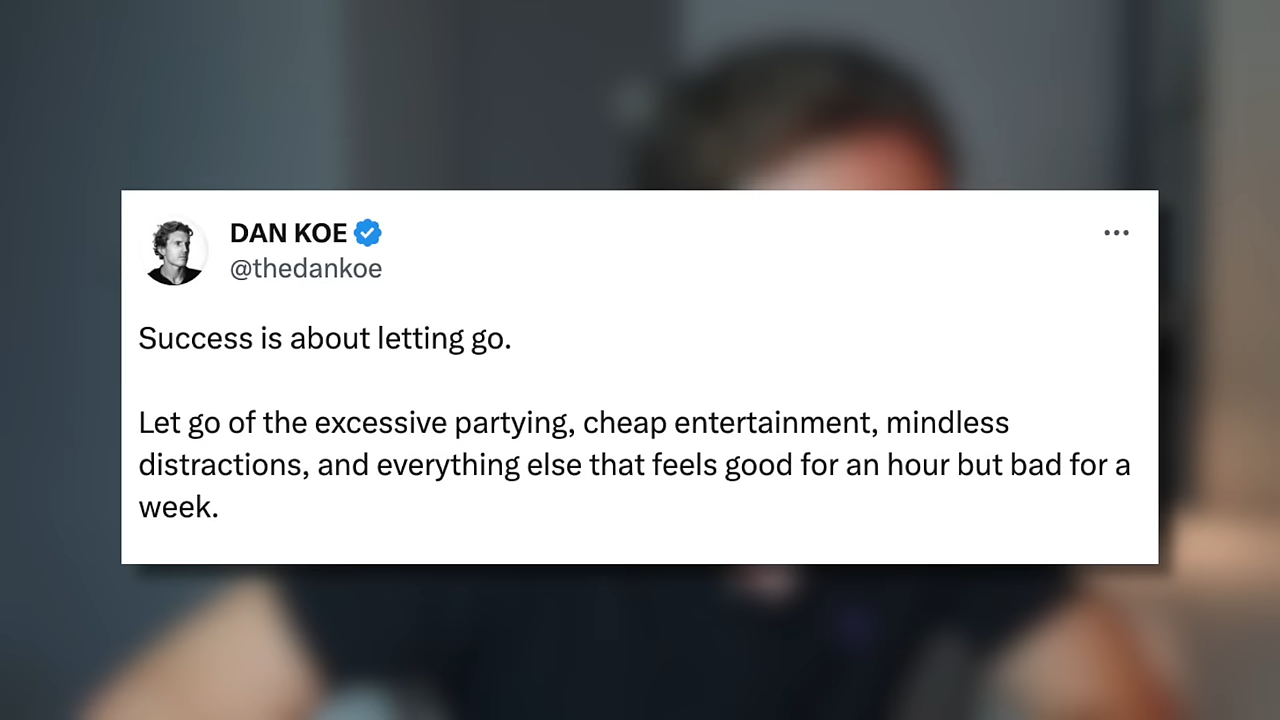 DAN KOE
@thedankoe
Success is about letting go.
Let go of the excessive partying, cheap entertainment, mindless
distractions, and everything else that feels good for an hour but bad for a
week.